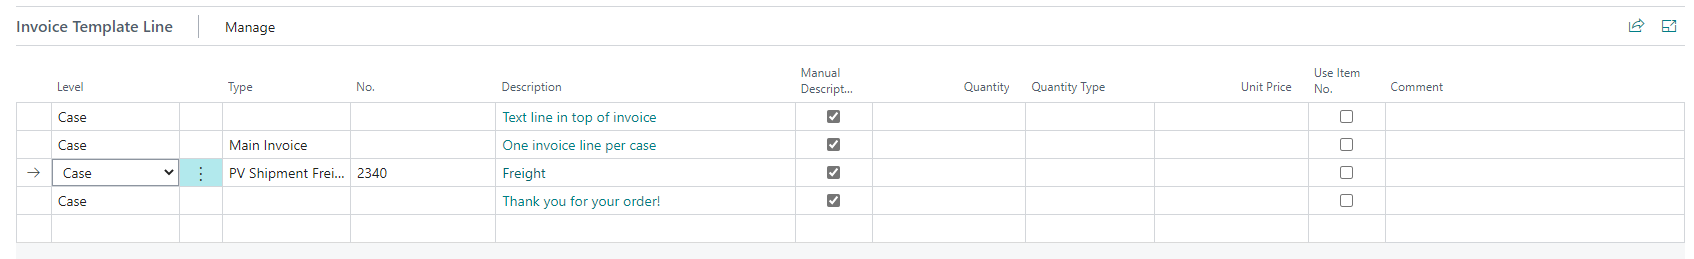 Invoice Template Line Manage
Level Type No. Description Manual Descript... Quantity Quantity Type Unit Price Use Item No. Comment
Case Text line in top of invoice
Case Main Invoice One invoice line per case
Case PV Shipment Frei... 2340 Freight
Case Thank you for your order!